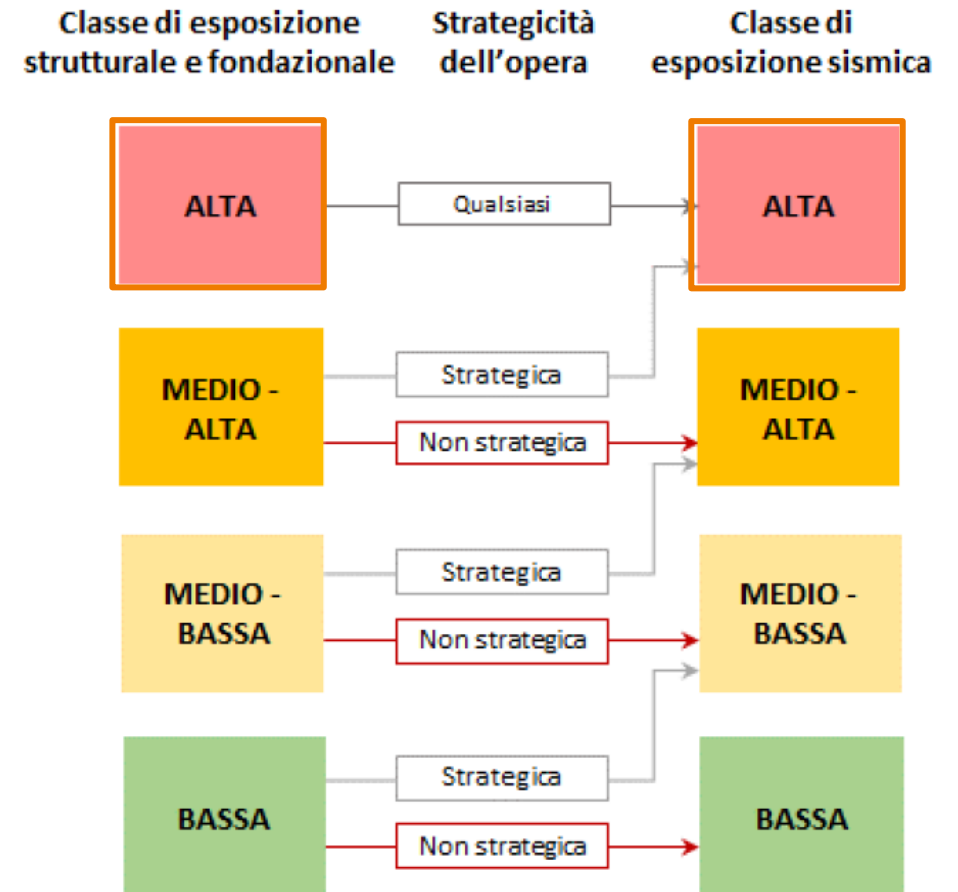 Classe di esposizione
strutturale e fondazionale
Strategicità
dell'opera
Classe di
esposizione sismica
ALTA
Qualsiasi
ALTA
MEDIO -
ALTA
Strategica
Non strategica
MEDIO -
ALTA
MEDIO -
BASSA
Strategica
Non strategica
MEDIO -
BASSA
BASSA
Strategica
Non strategica
BASSA